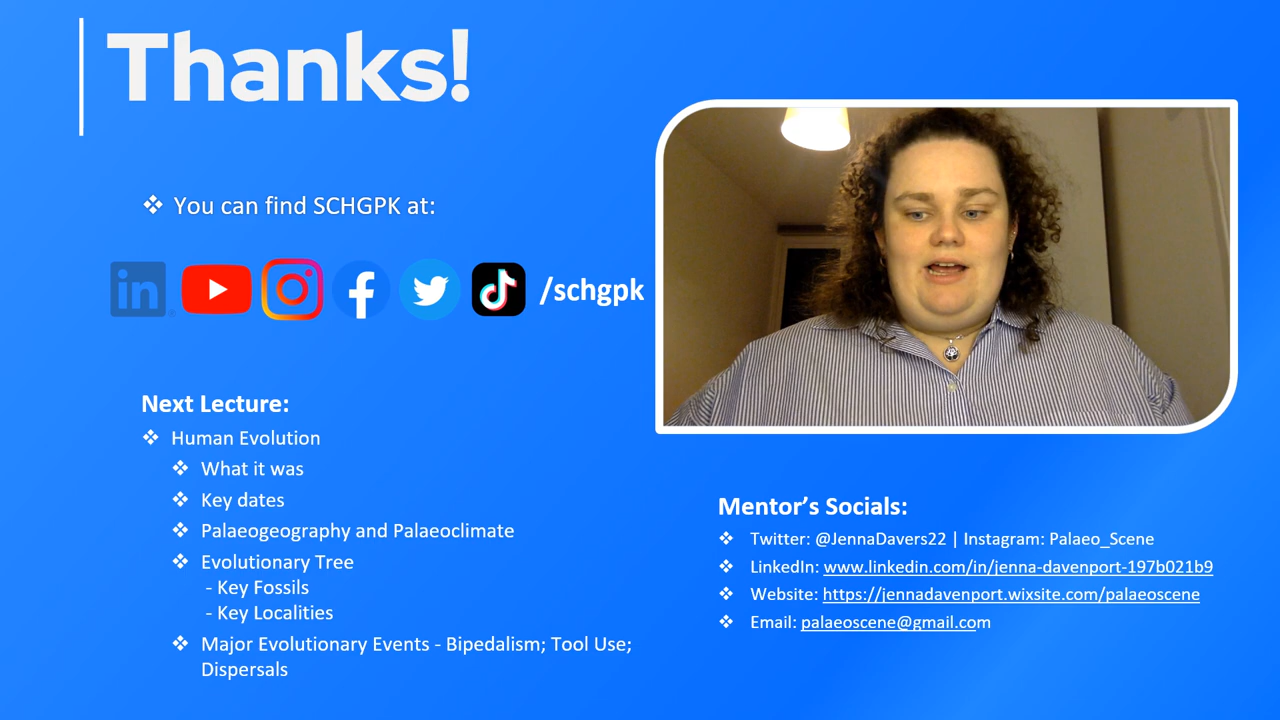 Thanks!
❖ You can find SCHGPK at:
in
/schgpk
Next Lecture:
❖ Human Evolution
❖ What it was
❖ Key dates
❖ Palaeogeography and Palaeoclimate
❖ Evolutionary Tree
- Key Fossils
- Key Localities
❖ Major Evolutionary Events - Bipedalism; Tool Use;
Dispersals
Mentor’s Socials:
❖ Twitter: @JennaDavers22 | Instagram: Palaeo_Scene
❖ LinkedIn: www.linkedin.com/in/jenna-davenport-197b021b9
❖ Website: https://jennadavenport.wixsite.com/palaeoscene
❖ Email: palaeoscene@gmail.com